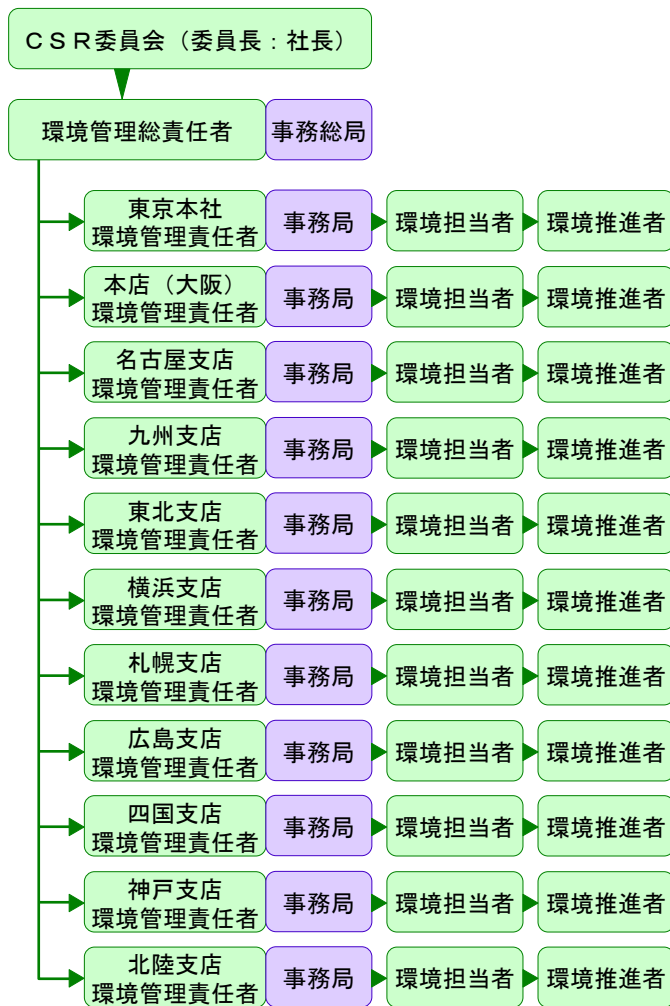 ＣＳＲ委員会（委員長：社長）
環境管理総責任者 事務総局
東京本社
環境管理責任者 事務局 環境担当者 環境推進者
本店（大阪）
環境管理責任者 事務局 環境担当者 環境推進者
名古屋支店
環境管理責任者 事務局 環境担当者 環境推進者
九州支店
環境管理責任者 事務局 環境担当者 環境推進者
東北支店
環境管理責任者 事務局 環境担当者 環境推進者
横浜支店
環境管理責任者 事務局 環境担当者 環境推進者
札幌支店
環境管理責任者 事務局 環境担当者 環境推進者
広島支店
環境管理責任者 事務局 環境担当者 環境推進者
四国支店
環境管理責任者 事務局 環境担当者 環境推進者
神戸支店
環境管理責任者 事務局 環境担当者 環境推進者
北陸支店
環境管理責任者 事務局 環境担当者 環境推進者